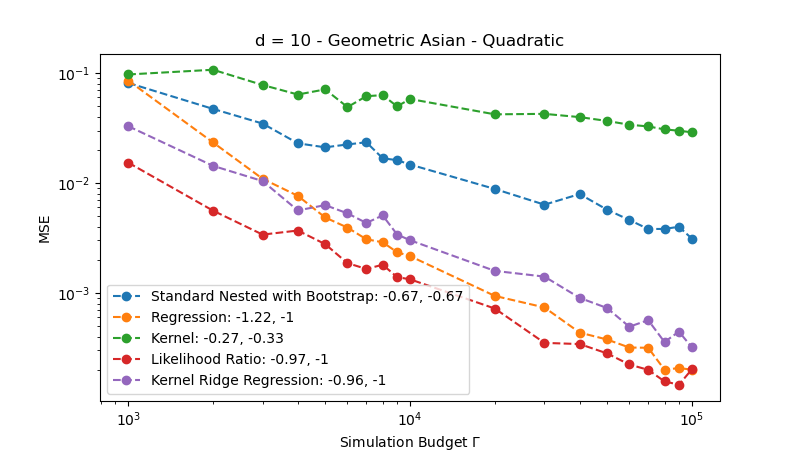 d = 10 - Geometric Asian - Quadratic
MSE
10⁻¹
10⁻²
10⁻³
Standard Nested with Bootstrap: -0.67, -0.67
Regression: -1.22, -1
Kernel: -0.27, -0.33
Likelihood Ratio: -0.97, -1
Kernel Ridge Regression: -0.96, -1
10³
10⁴
10⁵
Simulation Budget Γ